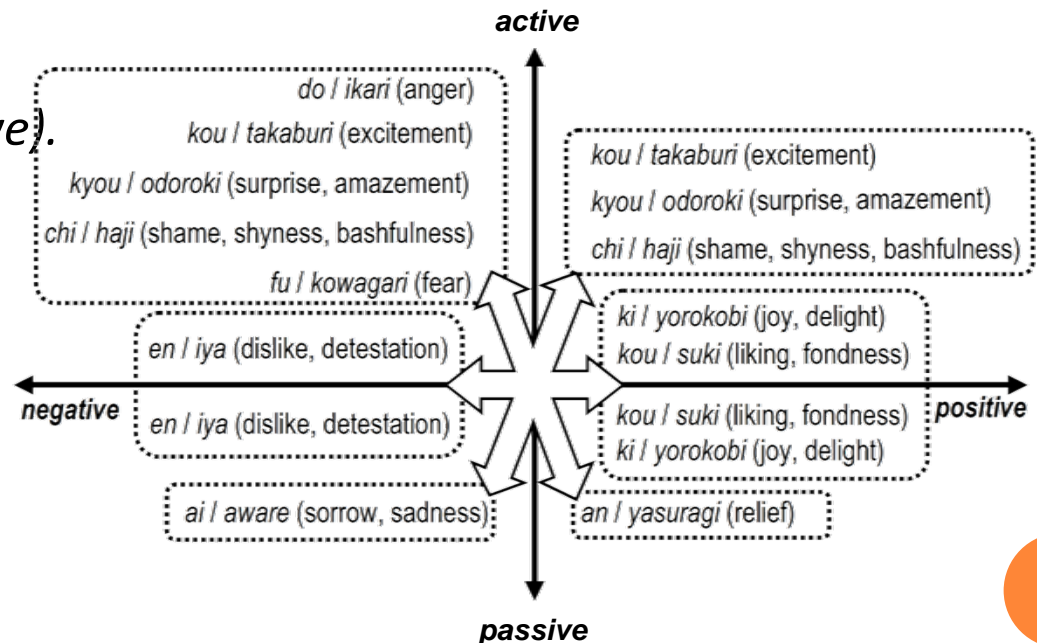 active
do / ikari (anger)
kou / takaburi (excitement)
kyou / odoroki (surprise, amazement)
chi / haji (shame, shyness, bashfulness)
fu / kowagari (fear)
kou / takaburi (excitement)
kyou / odoroki (surprise, amazement)
chi / haji (shame, shyness, bashfulness)
en / iya (dislike, detestation)
ki / yorokobi (joy, delight)
kou / suki (liking, fondness)
negative
positive
en / iya (dislike, detestation)
kou / suki (liking, fondness)
ki / yorokobi (joy, delight)
ai / aware (sorrow, sadness)
an / yasuragi (relief)
passive